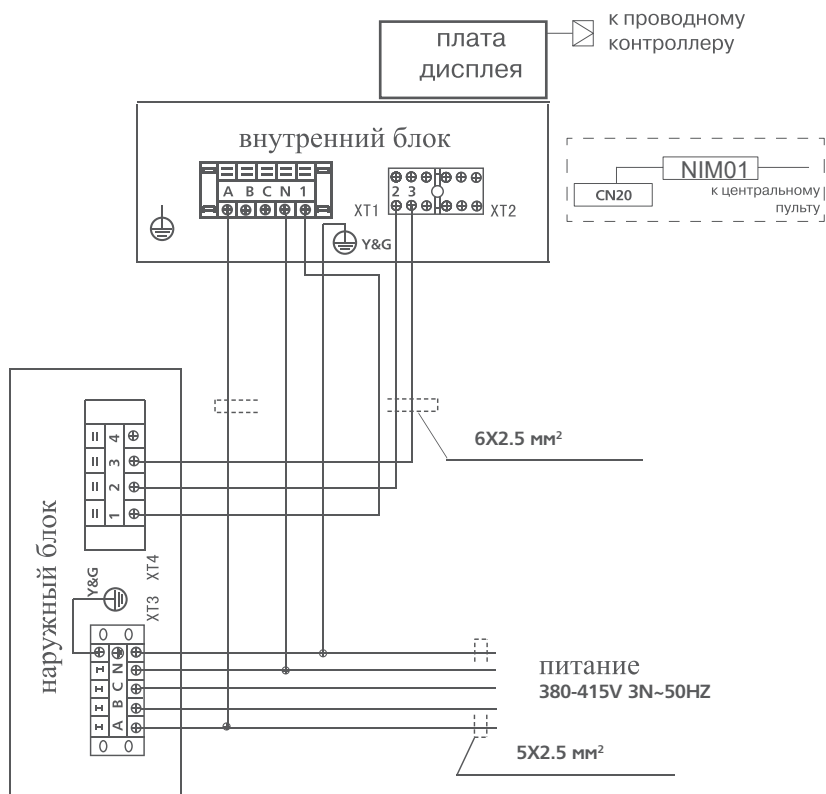 плата
дисплея
к проводному
контроллеру
внутренний блок
A B C N 1
XT1
2 3
XT2
Y&G
NIM01
CN20
к центральному
пульту
6X2.5 мм²
наружный блок
4
3
2
1
XT4
Y&G
XT3
N
C
B
A
питание
380-415V 3N~50HZ
5X2.5 мм²